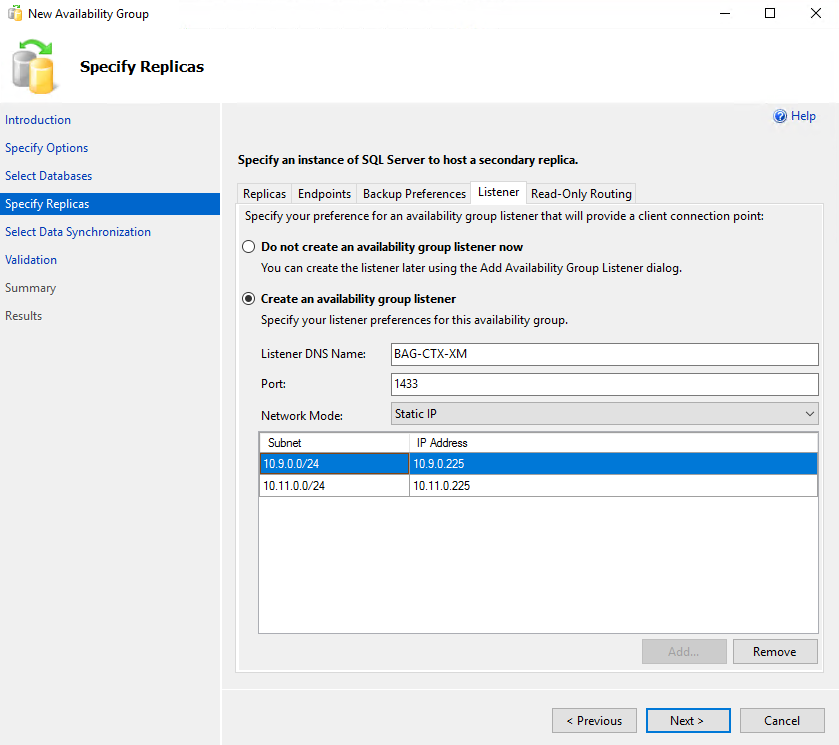 New Availability Group
Specify Replicas
Introduction
Specify Options
Select Databases
Specify Replicas
Select Data Synchronization
Validation
Summary
Results
Help
Specify an instance of SQL Server to host a secondary replica.
Replicas Endpoints Backup Preferences Listener Read-Only Routing
Specify your preference for an availability group listener that will provide a client connection point:
Do not create an availability group listener now
You can create the listener later using the Add Availability Group Listener dialog.
Create an availability group listener
Specify your listener preferences for this availability group.
Listener DNS Name: BAG-CTX-XM
Port: 1433
Network Mode: Static IP
Subnet IP Address
10.9.0.0/24 10.9.0.225
10.11.0.0/24 10.11.0.225
Add... Remove
< Previous Next > Cancel